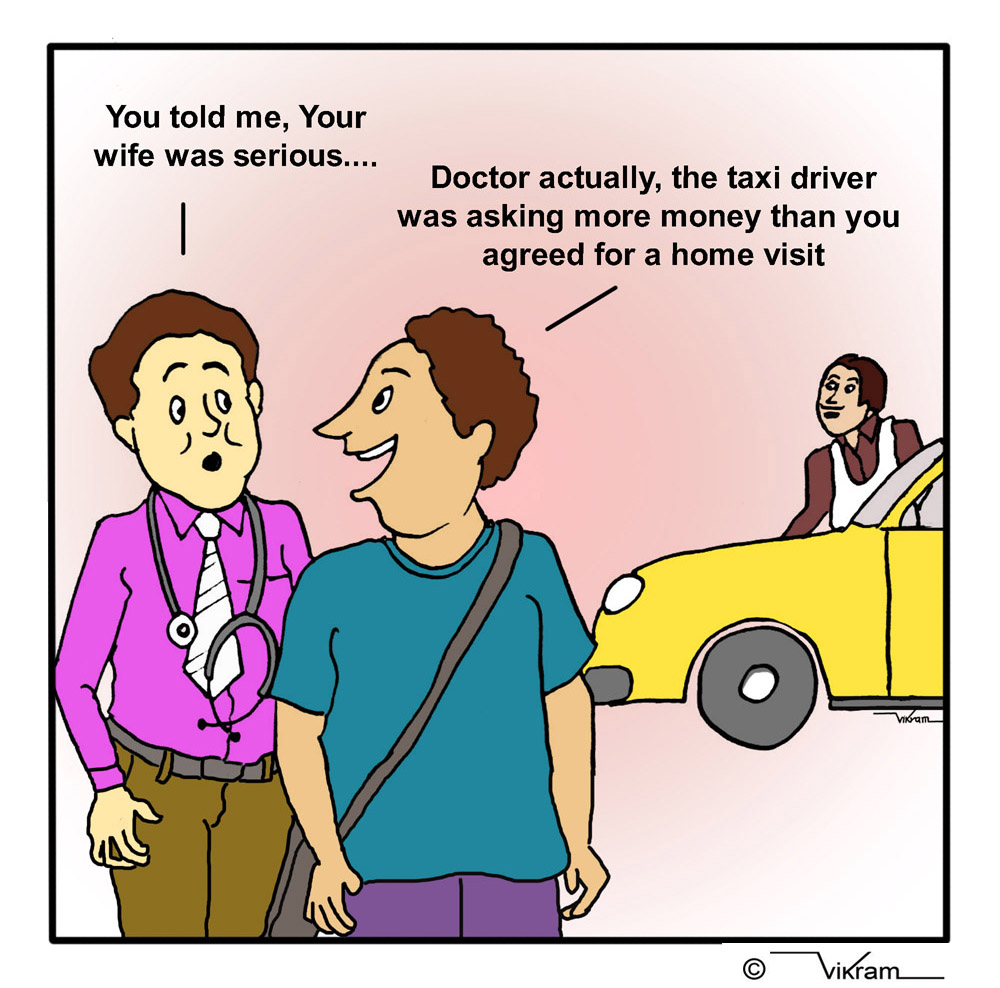 You told me, Your
wife was serious....
Doctor actually, the taxi driver
was asking more money than you
agreed for a home visit
Vikram
© Vikram